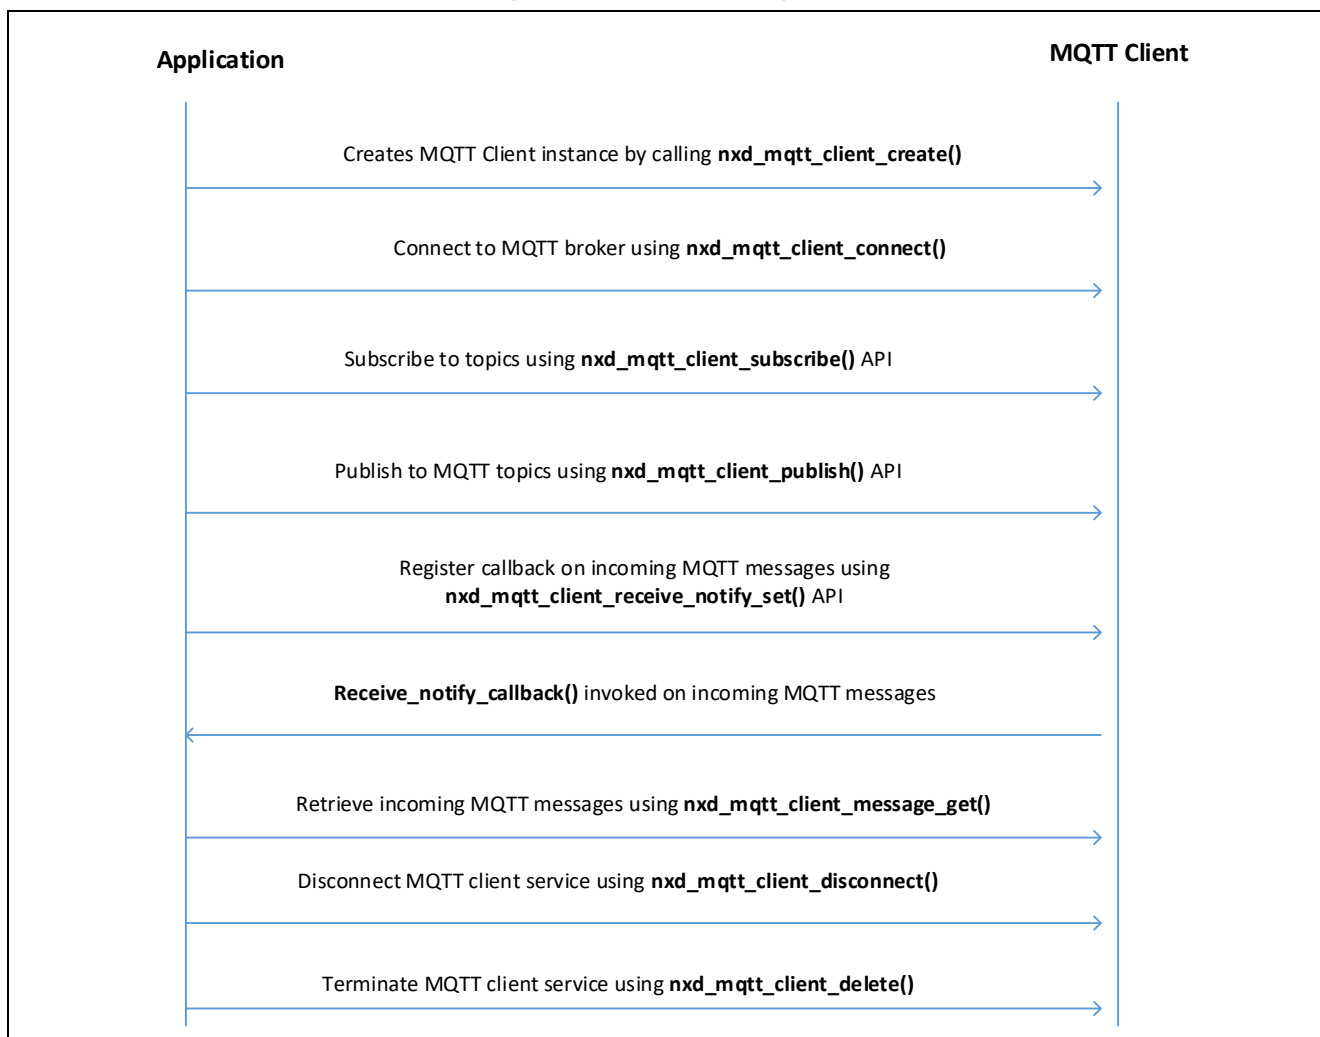 Application
MQTT Client
Creates MQTT Client instance by calling nxd_mqtt_client_create()
Connect to MQTT broker using nxd_mqtt_client_connect()
Subscribe to topics using nxd_mqtt_client_subscribe() API
Publish to MQTT topics using nxd_mqtt_client_publish() API
Register callback on incoming MQTT messages using
nxd_mqtt_client_receive_notify_set() API
Receive_notify_callback() invoked on incoming MQTT messages
Retrieve incoming MQTT messages using nxd_mqtt_client_message_get()
Disconnect MQTT client service using nxd_mqtt_client_disconnect()
Terminate MQTT client service using nxd_mqtt_client_delete()